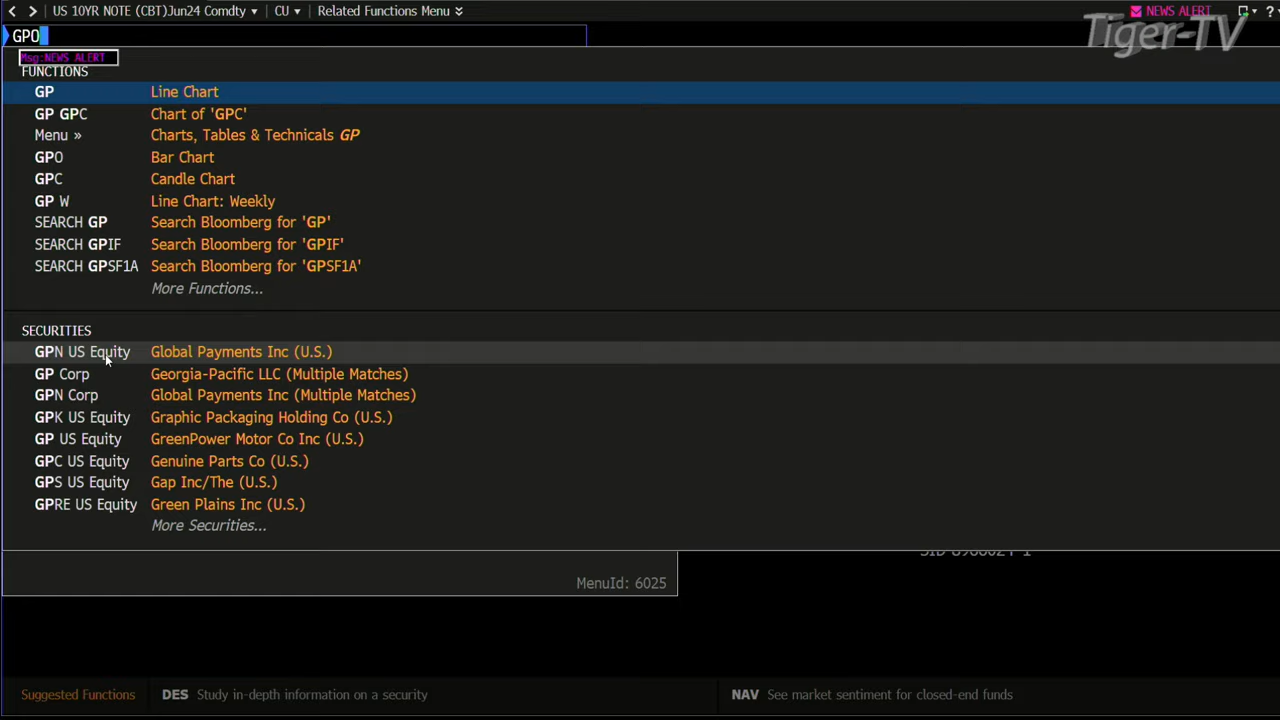 US 10YR NOTE (CBT)Jun24 Comdty CU Related Functions Menu NEWS ALERT ?
GPO
Tiger-TV
Msg:NEWS ALERT
FUNCTIONS
GP Line Chart
GP GPC Chart of 'GPC'
Menu » Charts, Tables & Technicals GP
GPO Bar Chart
GPC Candle Chart
GP W Line Chart: Weekly
SEARCH GP Search Bloomberg for 'GP'
SEARCH GPIF Search Bloomberg for 'GPIF'
SEARCH GPSF1A Search Bloomberg for 'GPSF1A'
More Functions...
SECURITIES
GPN US Equity Global Payments Inc (U.S.)
GP Corp Georgia-Pacific LLC (Multiple Matches)
GPN Corp Global Payments Inc (Multiple Matches)
GPK US Equity Graphic Packaging Holding Co (U.S.)
GP US Equity GreenPower Motor Co Inc (U.S.)
GPC US Equity Genuine Parts Co (U.S.)
GPS US Equity Gap Inc/The (U.S.)
GPRE US Equity Green Plains Inc (U.S.)
More Securities...
MenuId: 6025
Suggested Functions DES Study in-depth information on a security NAV See market sentiment for closed-end funds